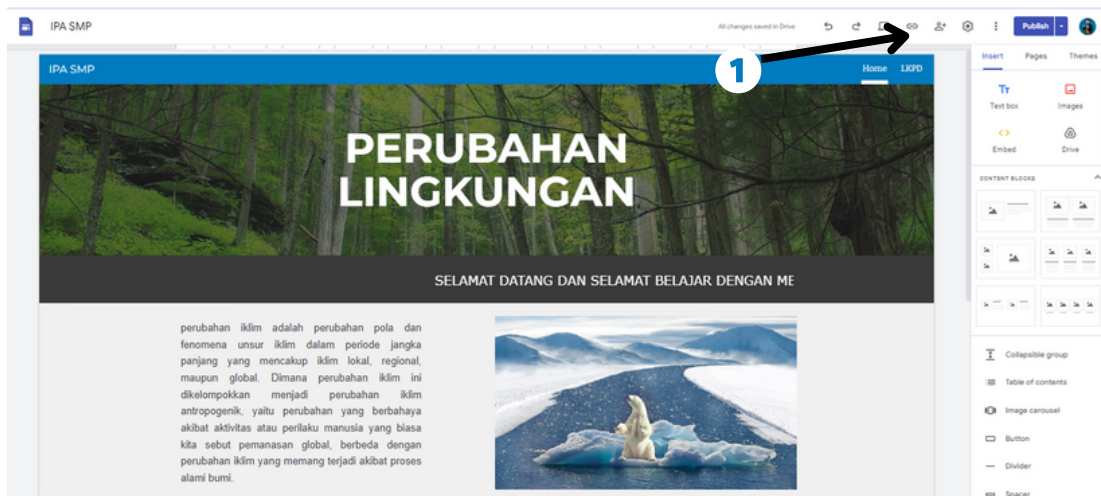 IPA SMP
All changes saved in Drive
Publish
1
IPA SMP
Home LKPD
Insert Pages Themes
Text box Images
Embed Drive
CONTENT BLOCKS
PERUBAHAN
LINGKUNGAN
SELAMAT DATANG DAN SELAMAT BELAJAR DENGAN ME
perubahan iklim adalah perubahan pola dan
fenomena unsur iklim dalam periode jangka
panjang yang mencakup iklim lokal, regional,
maupun global. Dimana perubahan iklim ini
dikelompokkan menjadi perubahan iklim
antropogenik, yaitu perubahan yang berbahaya
akibat aktivitas atau perilaku manusia yang biasa
kita sebut pemanasan global, berbeda dengan
perubahan iklim yang memang terjadi akibat proses
alami bumi.
Collapsible group
Table of contents
Image carousel
Button
Divider
Spacer